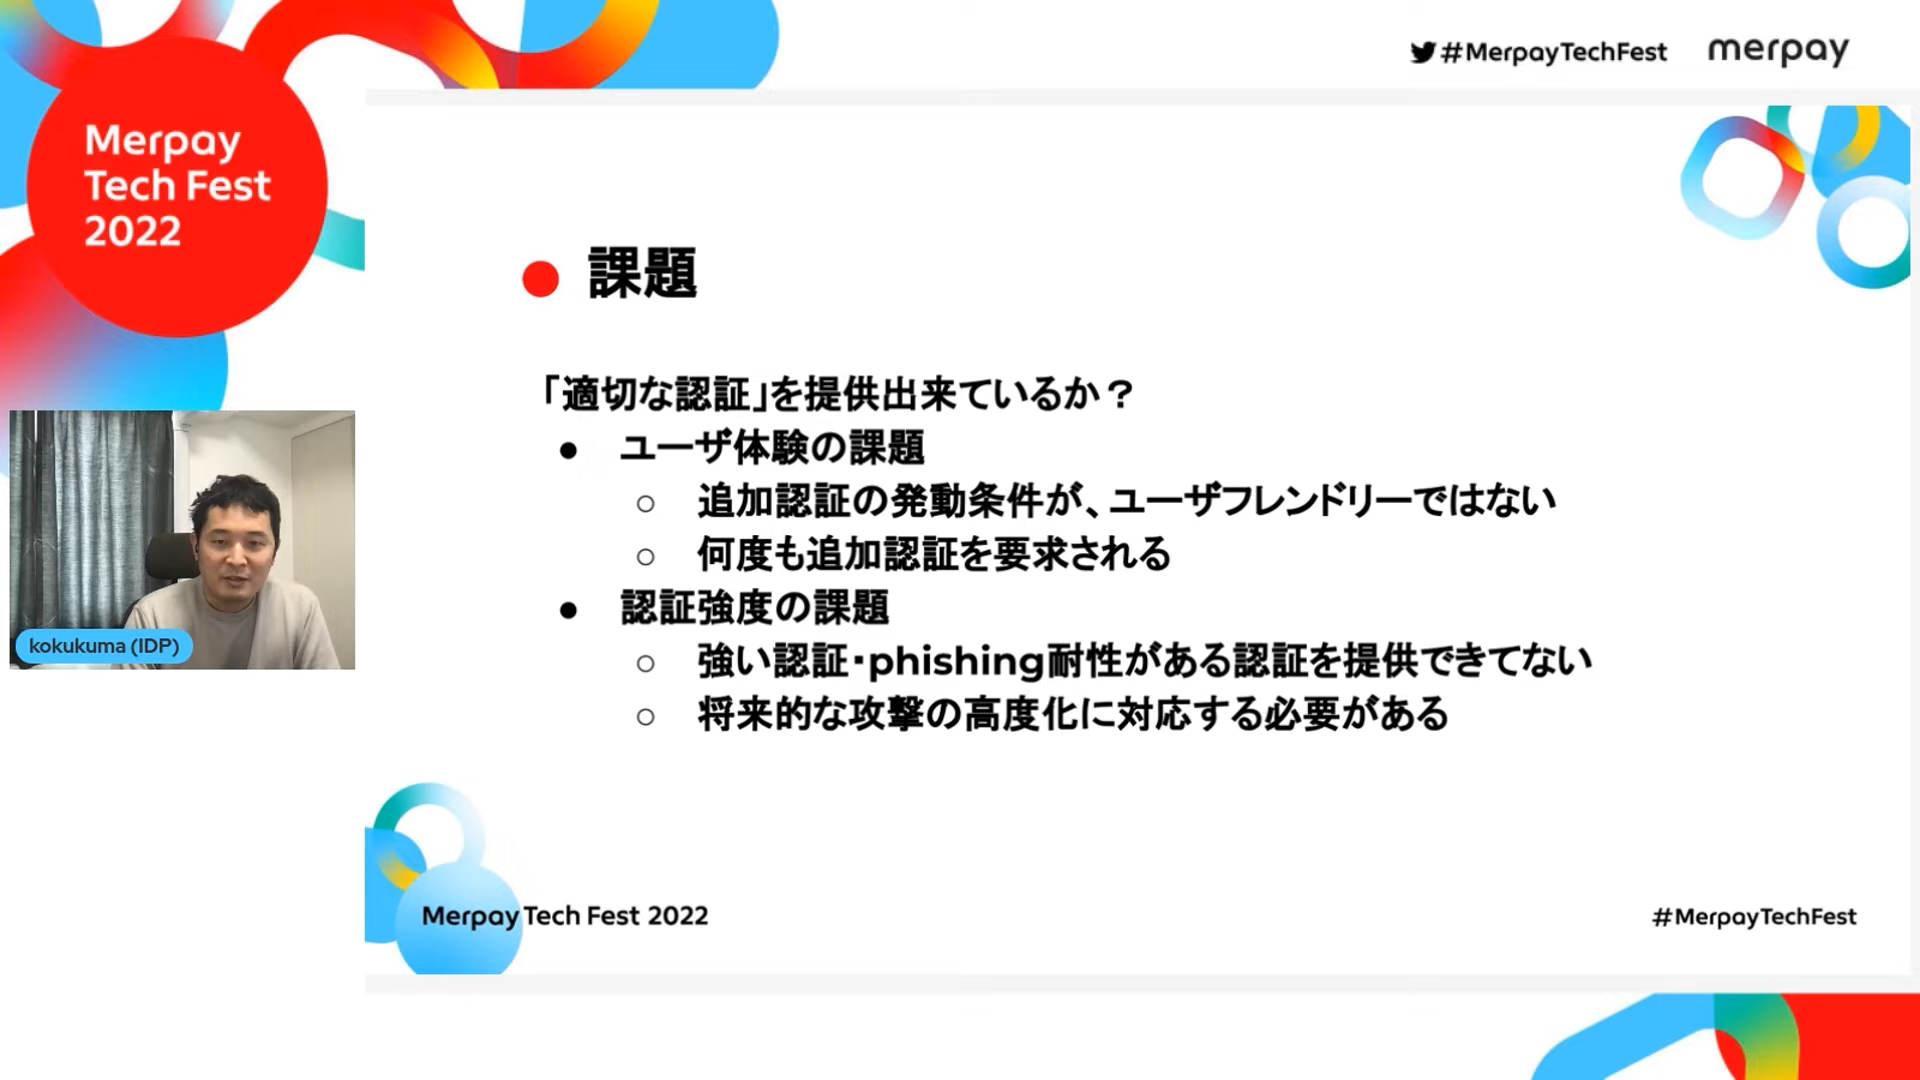 #MerpayTechFest
merpay
Merpay
Tech Fest
2022
課題
「適切な認証」を提供出来ているか？
● ユーザ体験の課題
○ 追加認証の発動条件が、ユーザフレンドリーではない
○ 何度も追加認証を要求される
● 認証強度の課題
○ 強い認証・phishing耐性がある認証を提供できてない
○ 将来的な攻撃の高度化に対応する必要がある
kokukuma (IDP)
Merpay Tech Fest 2022
#MerpayTechFest